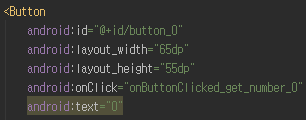 <Button
android:id="@+id/button_0"
android:layout_width="65dp"
android:layout_height="55dp"
android:onClick="onButtonClicked_get_number_0"
android:text="0"